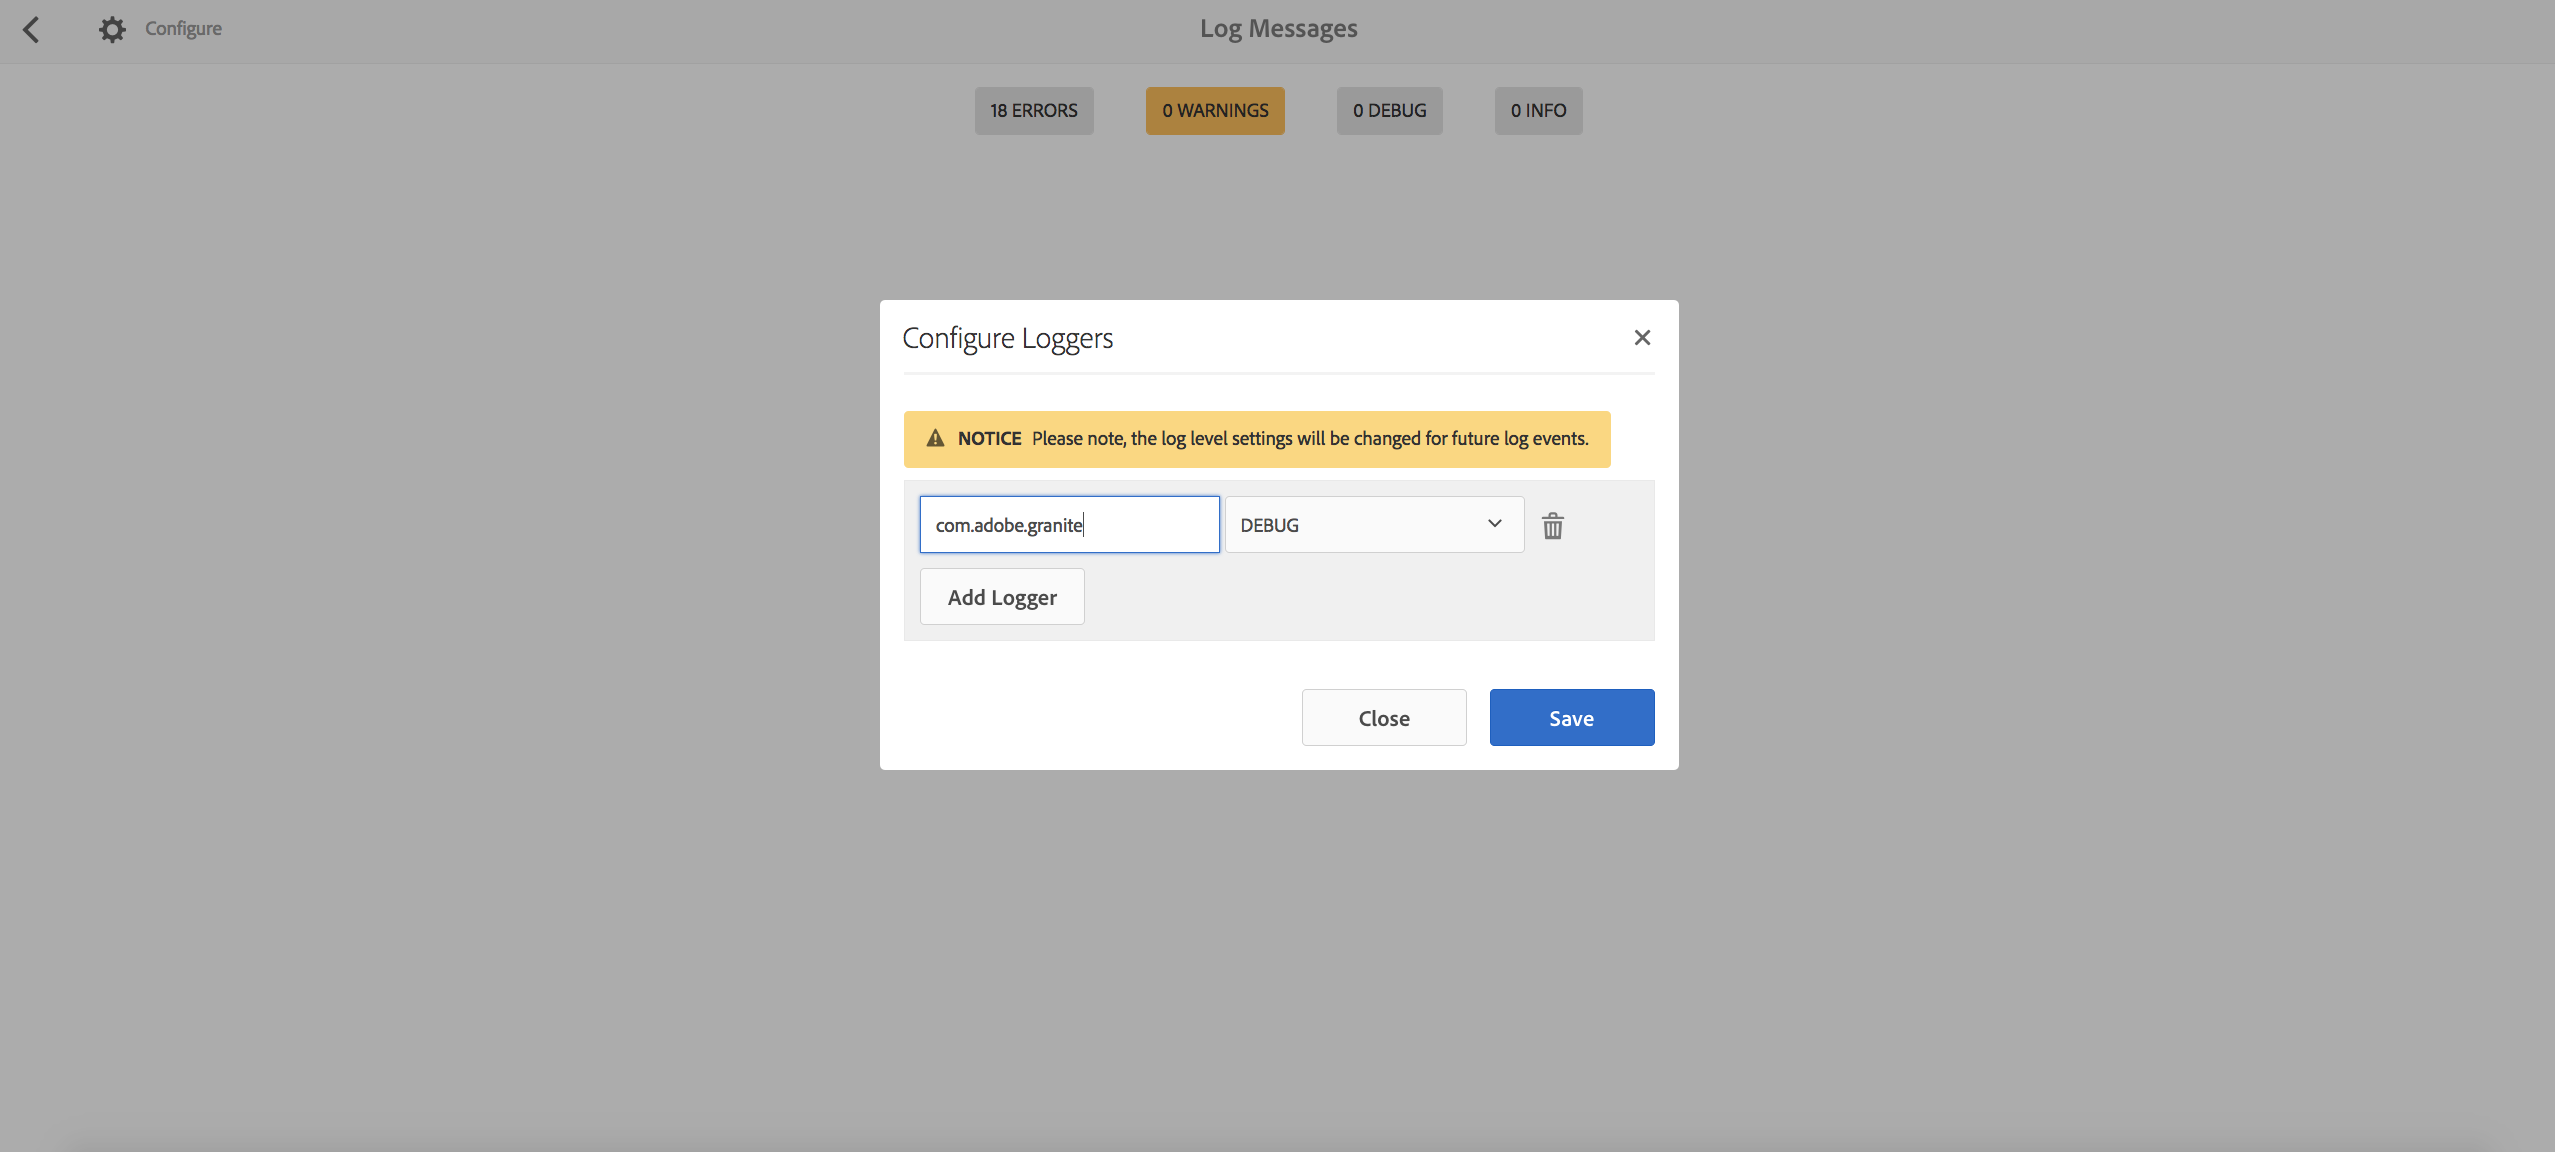 Configure
Log Messages
18 ERRORS
0 WARNINGS
0 DEBUG
0 INFO
Configure Loggers
NOTICE Please note, the log level settings will be changed for future log events.
com.adobe.granite
DEBUG
Add Logger
Close
Save